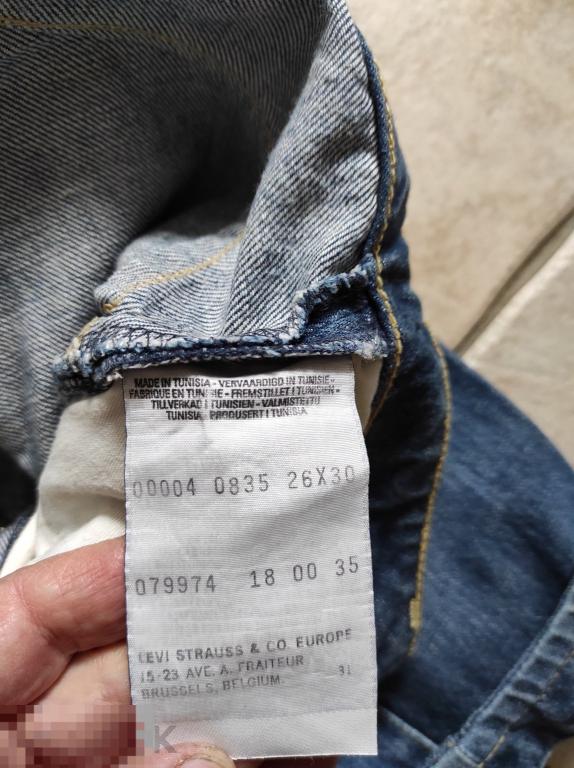 MADE IN TUNISIA - VERVAARDIGD IN TUNISIE -
FABRIQUE EN TUNISIE - FREMSTILLET I TUNISIEN -
TILLVERKAD I TUNISIEN - VALMISTETTU
TUNISIA PRODUSERT I TUNISIA
00004 0835 26X30
079974 18 00 35
LEVI STRAUSS & CO. EUROPE
15-23 AVE. A. FRAITEUR
BRUSSELS, BELGIUM. 31